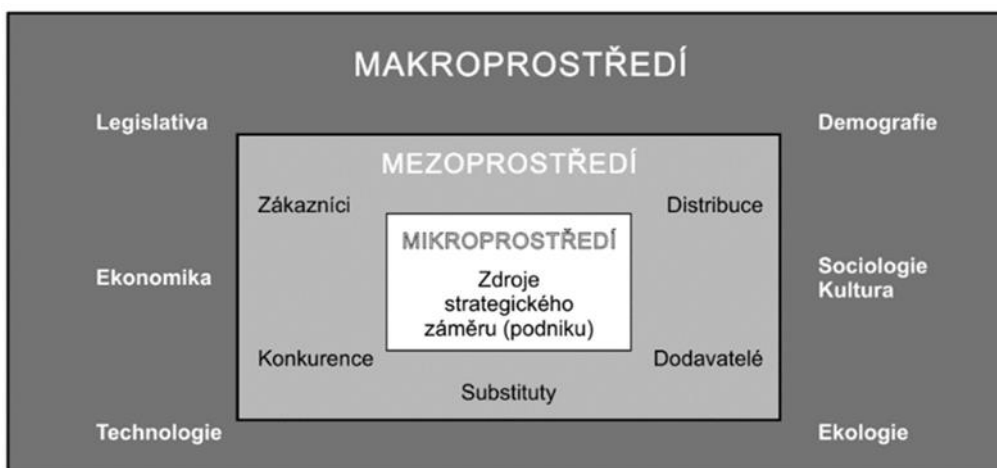 MAKROPROSTŘEDÍ
Legislativa
Demografie
MEZOPROSTŘEDÍ
Zákazníci
Distribuce
MIKROPROSTŘEDÍ
Zdroje
strategického
záměru (podniku)
Ekonomika
Sociologie
Kultura
Konkurence
Dodavatelé
Substituty
Technologie
Ekologie